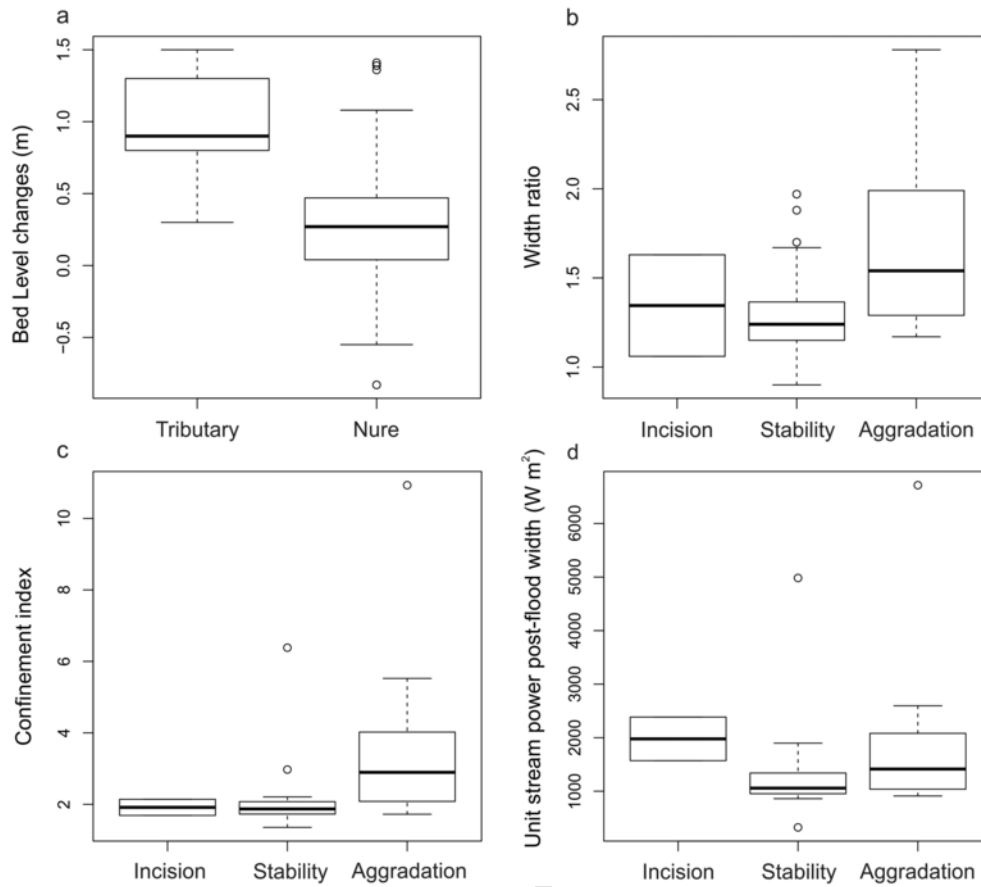 a
Bed Level changes (m)
1.5
1.0
0.5
0.0
−0.5
Tributary Nure
b
Width ratio
2.5
2.0
1.5
1.0
Incision Stability Aggradation
c
Confinement index
10
8
6
4
2
Incision Stability Aggradation
d
Unit stream power post-flood width (W m²)
6000
5000
4000
3000
2000
1000
Incision Stability Aggradation